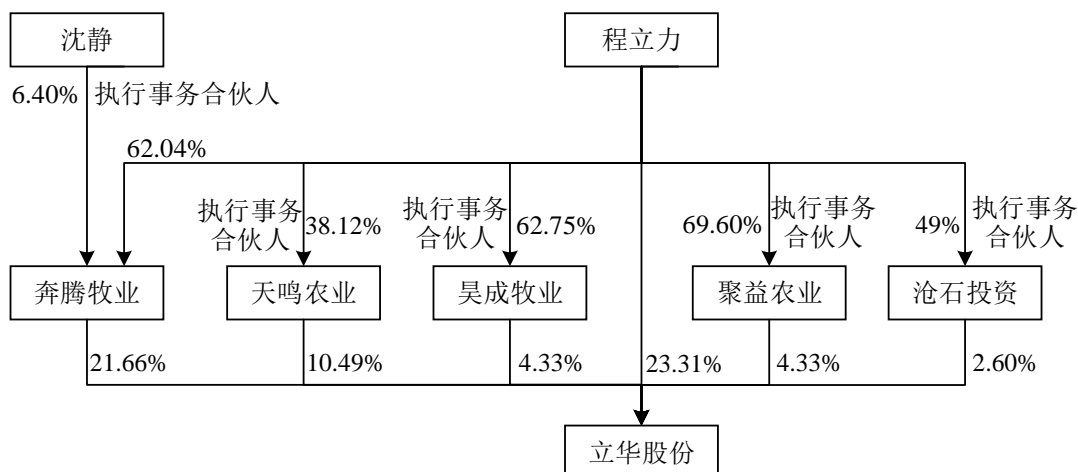 沈静
程立力
6.40%
执行事务合伙人
62.04%
执行事务
合伙人
38.12%
执行事务
合伙人
62.75%
69.60%
执行事务
合伙人
49%
执行事务
合伙人
奔腾牧业
天鸣农业
昊成牧业
聚益农业
沧石投资
21.66%
10.49%
4.33%
23.31%
4.33%
2.60%
立华股份